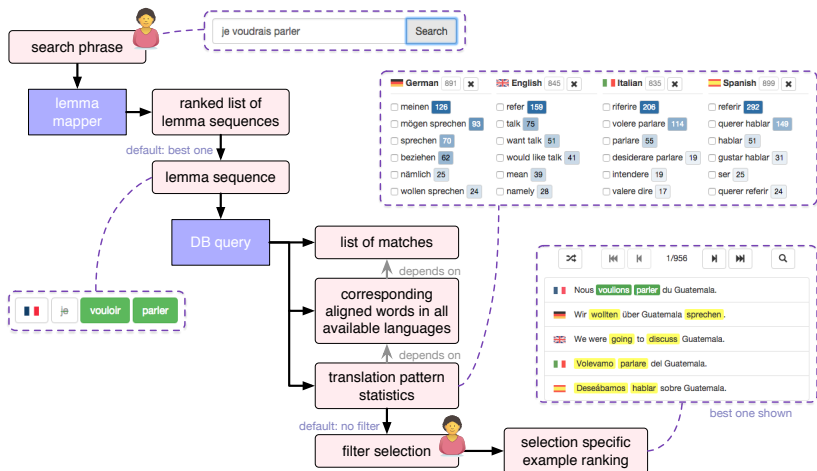 search phrase
je voudrais parler Search
lemma
mapper
ranked list of
lemma sequences
default: best one
lemma sequence
DB query
je vouloir parler
list of matches
depends on
corresponding
aligned words in all
available languages
depends on
translation pattern
statistics
default: no filter
filter selection
selection specific
example ranking
German 891 ✖ English 845 ✖ Italian 835 ✖ Spanish 899 ✖
meinen 126 refer 159 riferire 206 referir 292
mögen sprechen 93 talk 75 volere parlare 114 querer hablar 149
sprechen 70 want talk 51 parlare 55 hablar 51
beziehen 62 would like talk 41 desiderare parlare 19 gustar hablar 31
nämlich 25 mean 39 intendere 19 ser 25
wollen sprechen 24 namely 28 valere dire 17 querer referir 24
1/956
Nous voulions parler du Guatemala.
Wir wollten über Guatemala sprechen.
We were going to discuss Guatemala.
Volevamo parlare del Guatemala.
Deseábamos hablar sobre Guatemala.
best one shown